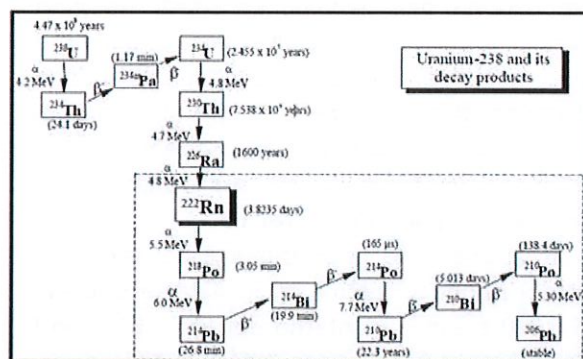 4.47 x 10⁹ years
²³⁸U
α
4.2 MeV
²³⁴Th
(24.1 days)
β⁻
(1.17 min)
²³⁴ᵐPa
β⁻
²³⁴U
(2.455 x 10⁵ years)
α
4.8 MeV
²³⁰Th
(7.538 x 10⁴ years)
α
4.7 MeV
²²⁶Ra
(1600 years)
α
4.8 MeV
²²²Rn
(3.8235 days)
α
5.5 MeV
²¹⁸Po
(3.05 min)
α
6.0 MeV
²¹⁴Pb
(26.8 min)
β⁻
²¹⁴Bi
(19.9 min)
β⁻
(165 µs)
²¹⁴Po
α
7.7 MeV
²¹⁰Pb
(22.3 years)
β⁻
(5.013 days)
²¹⁰Bi
β⁻
(138.4 days)
²¹⁰Po
α
5.30 MeV
²⁰⁶Pb
(stable)
Uranium-238 and its
decay products